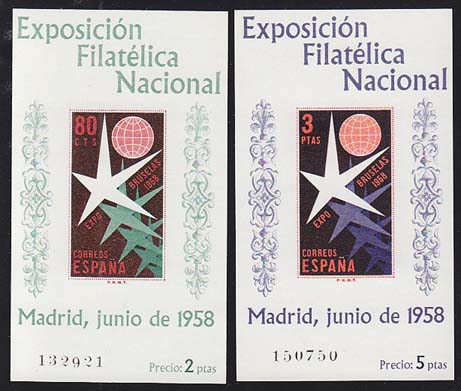 Exposición
Filatélica
Nacional
80
CTS
BRUSELAS
1958
EXPO
CORREOS
ESPAÑA
F.N.M.T.
Madrid, junio de 1958
132921
Precio: 2 ptas
Exposición
Filatélica
Nacional
3
PTAS
BRUSELAS
1958
EXPO
CORREOS
ESPAÑA
F.N.M.T.
Madrid, junio de 1958
150750
Precio: 5 ptas